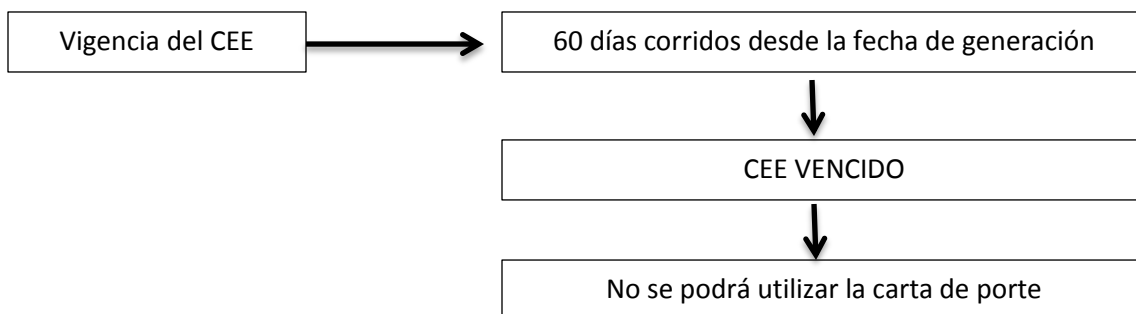 Vigencia del CEE
60 días corridos desde la fecha de generación
CEE VENCIDO
No se podrá utilizar la carta de porte